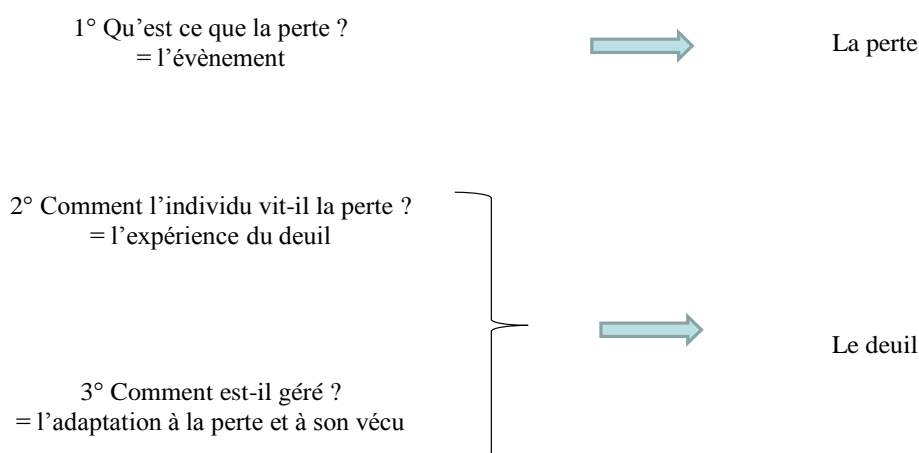 1° Qu’est ce que la perte ?
= l’évènement
La perte
2° Comment l’individu vit-il la perte ?
= l’expérience du deuil
Le deuil
3° Comment est-il géré ?
= l’adaptation à la perte et à son vécu